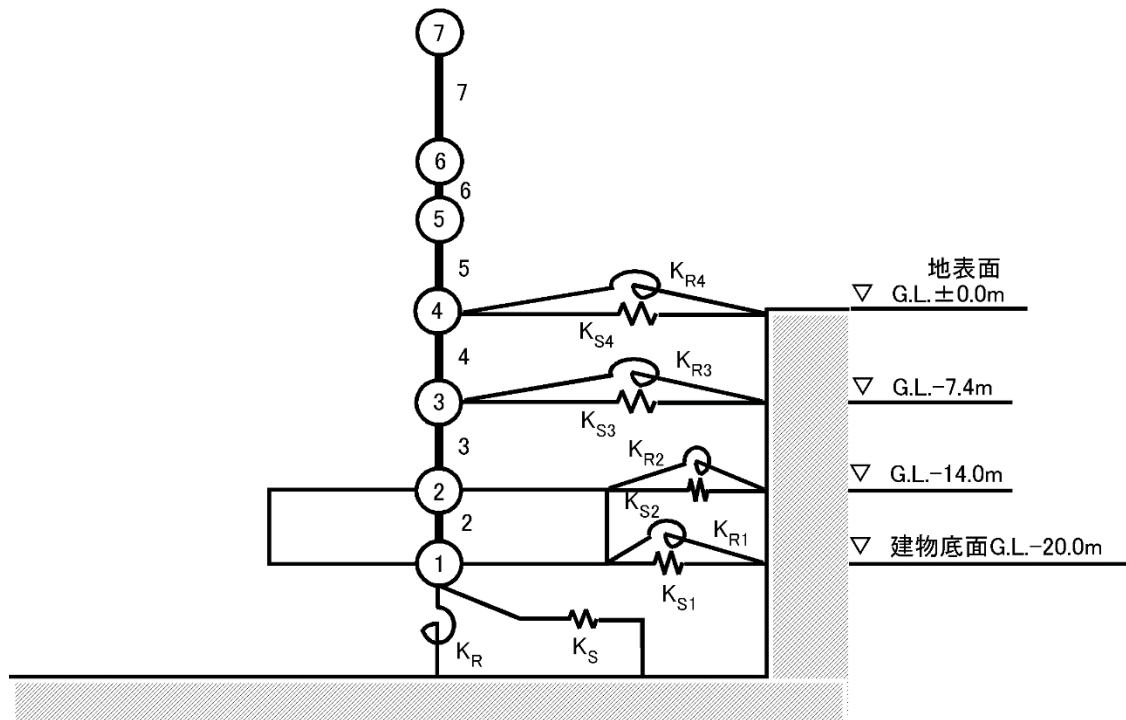 7
7
6
6
5
5
K_R4
地表面
▽ G.L.±0.0m
4
K_S4
4
K_R3
▽ G.L.-7.4m
3
K_S3
3
K_R2
▽ G.L.-14.0m
2
K_S2
2
K_R1
▽ 建物底面G.L.-20.0m
1
K_S1
K_R
K_S